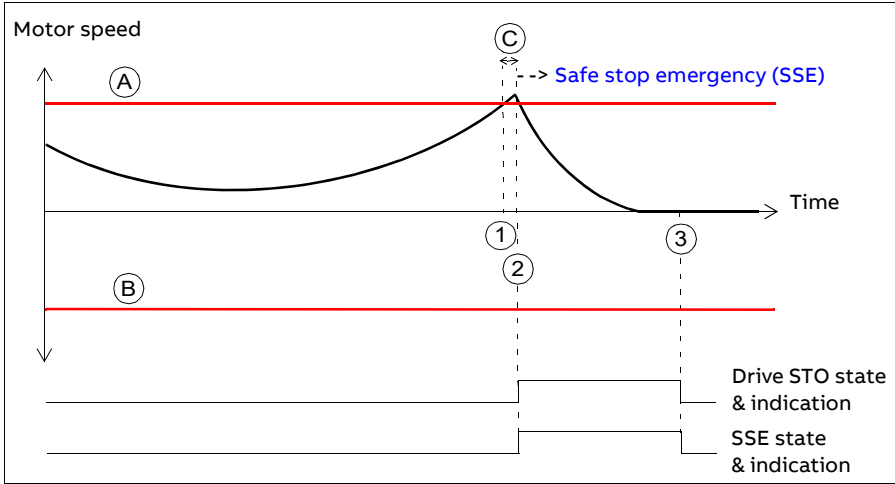 Motor speed
C
Safe stop emergency (SSE)
A
Time
1
3
2
B
Drive STO state
& indication
SSE state
& indication